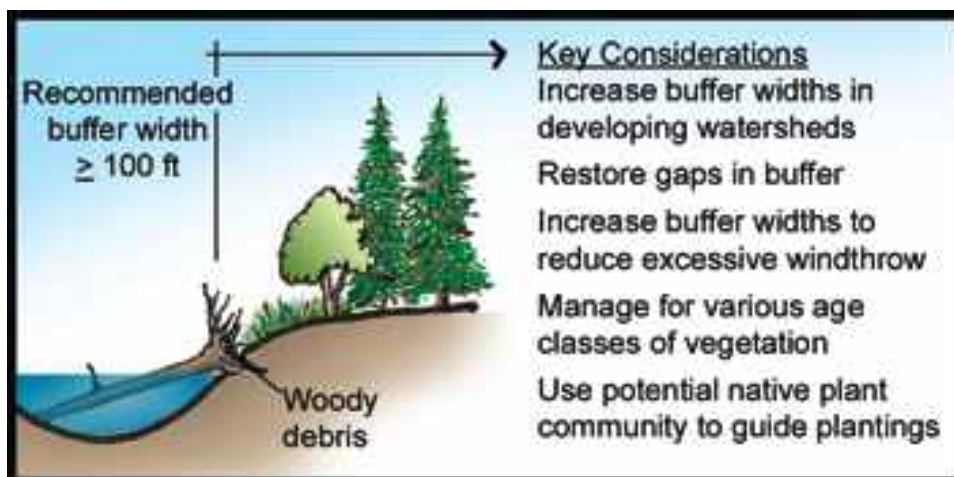 Recommended
buffer width
≥ 100 ft
Key Considerations
Increase buffer widths in
developing watersheds
Restore gaps in buffer
Increase buffer widths to
reduce excessive windthrow
Manage for various age
classes of vegetation
Use potential native plant
community to guide plantings
Woody
debris